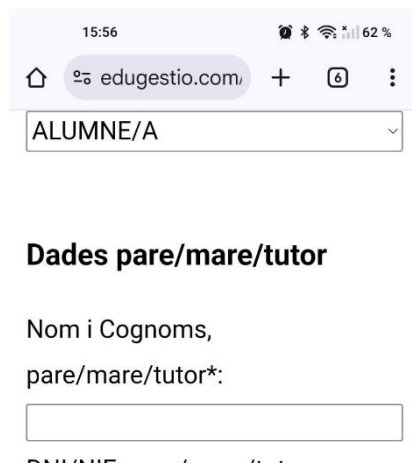 15:56
62 %
edugestio.com/
6
ALUMNE/A
Dades pare/mare/tutor
Nom i Cognoms,
pare/mare/tutor*: